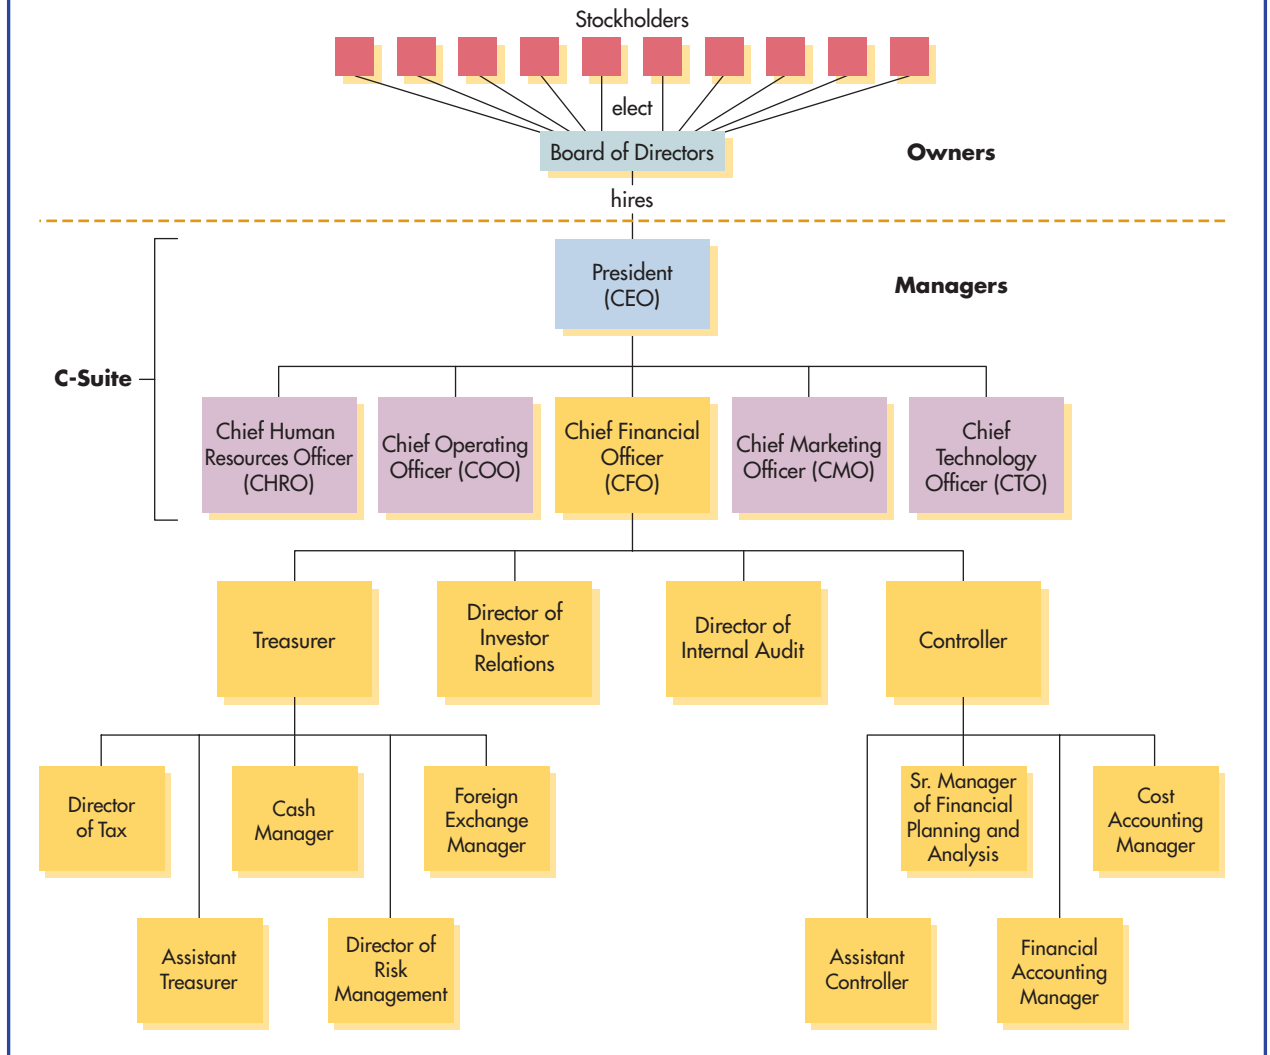 Stockholders
elect
Board of Directors
Owners
hires
President
(CEO)
Managers
C-Suite
Chief Human
Resources Officer
(CHRO)
Chief Operating
Officer (COO)
Chief Financial
Officer
(CFO)
Chief Marketing
Officer (CMO)
Chief
Technology
Officer (CTO)
Treasurer
Director of
Investor
Relations
Director of
Internal Audit
Controller
Director
of Tax
Cash
Manager
Foreign
Exchange
Manager
Sr. Manager
of Financial
Planning and
Analysis
Cost
Accounting
Manager
Assistant
Treasurer
Director of
Risk
Management
Assistant
Controller
Financial
Accounting
Manager